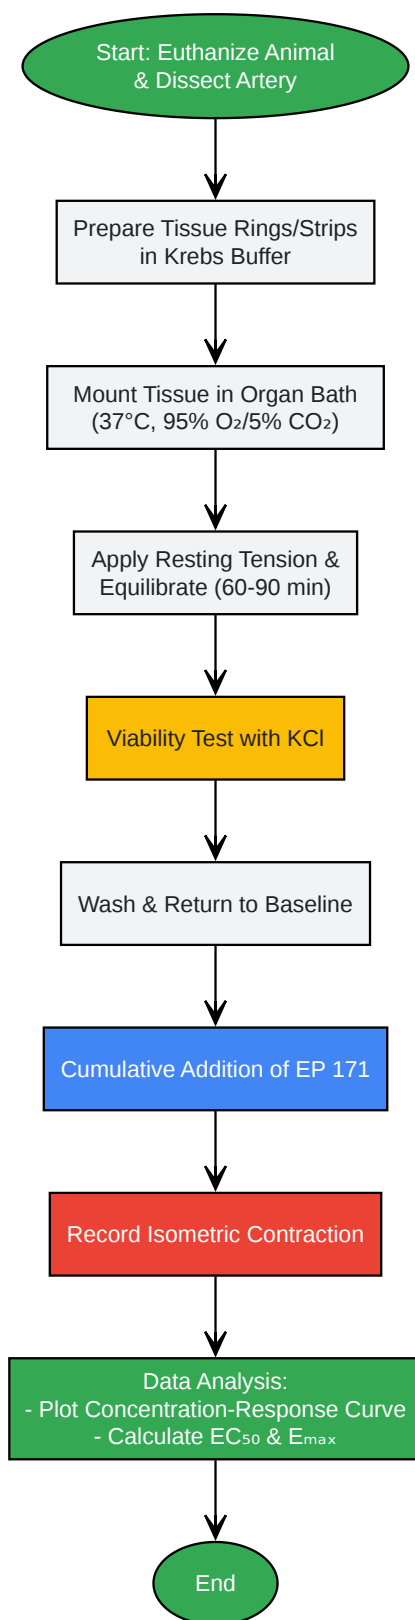 Start: Euthanize Animal
& Dissect Artery
Prepare Tissue Rings/Strips
in Krebs Buffer
Mount Tissue in Organ Bath
(37°C, 95% O₂/5% CO₂)
Apply Resting Tension &
Equilibrate (60-90 min)
Viability Test with KCl
Wash & Return to Baseline
Cumulative Addition of EP 171
Record Isometric Contraction
Data Analysis:
- Plot Concentration-Response Curve
- Calculate EC₅₀ & Eₘₐₓ
End